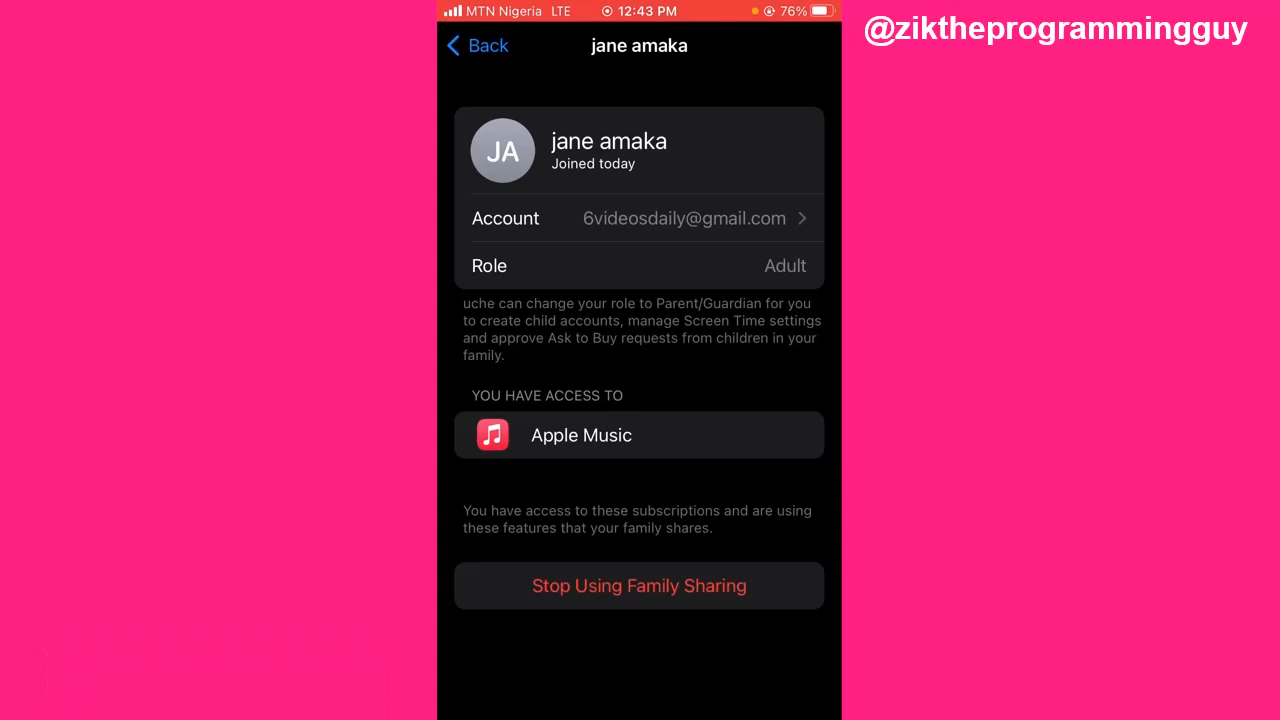 MTN Nigeria LTE 12:43 PM 76%
@ziktheprogrammingguy
Back
jane amaka
JA
jane amaka
Joined today
Account 6videosdaily@gmail.com
Role Adult
uche can change your role to Parent/Guardian for you
to create child accounts, manage Screen Time settings
and approve Ask to Buy requests from children in your
family.
YOU HAVE ACCESS TO
Apple Music
You have access to these subscriptions and are using
these features that your family shares.
Stop Using Family Sharing